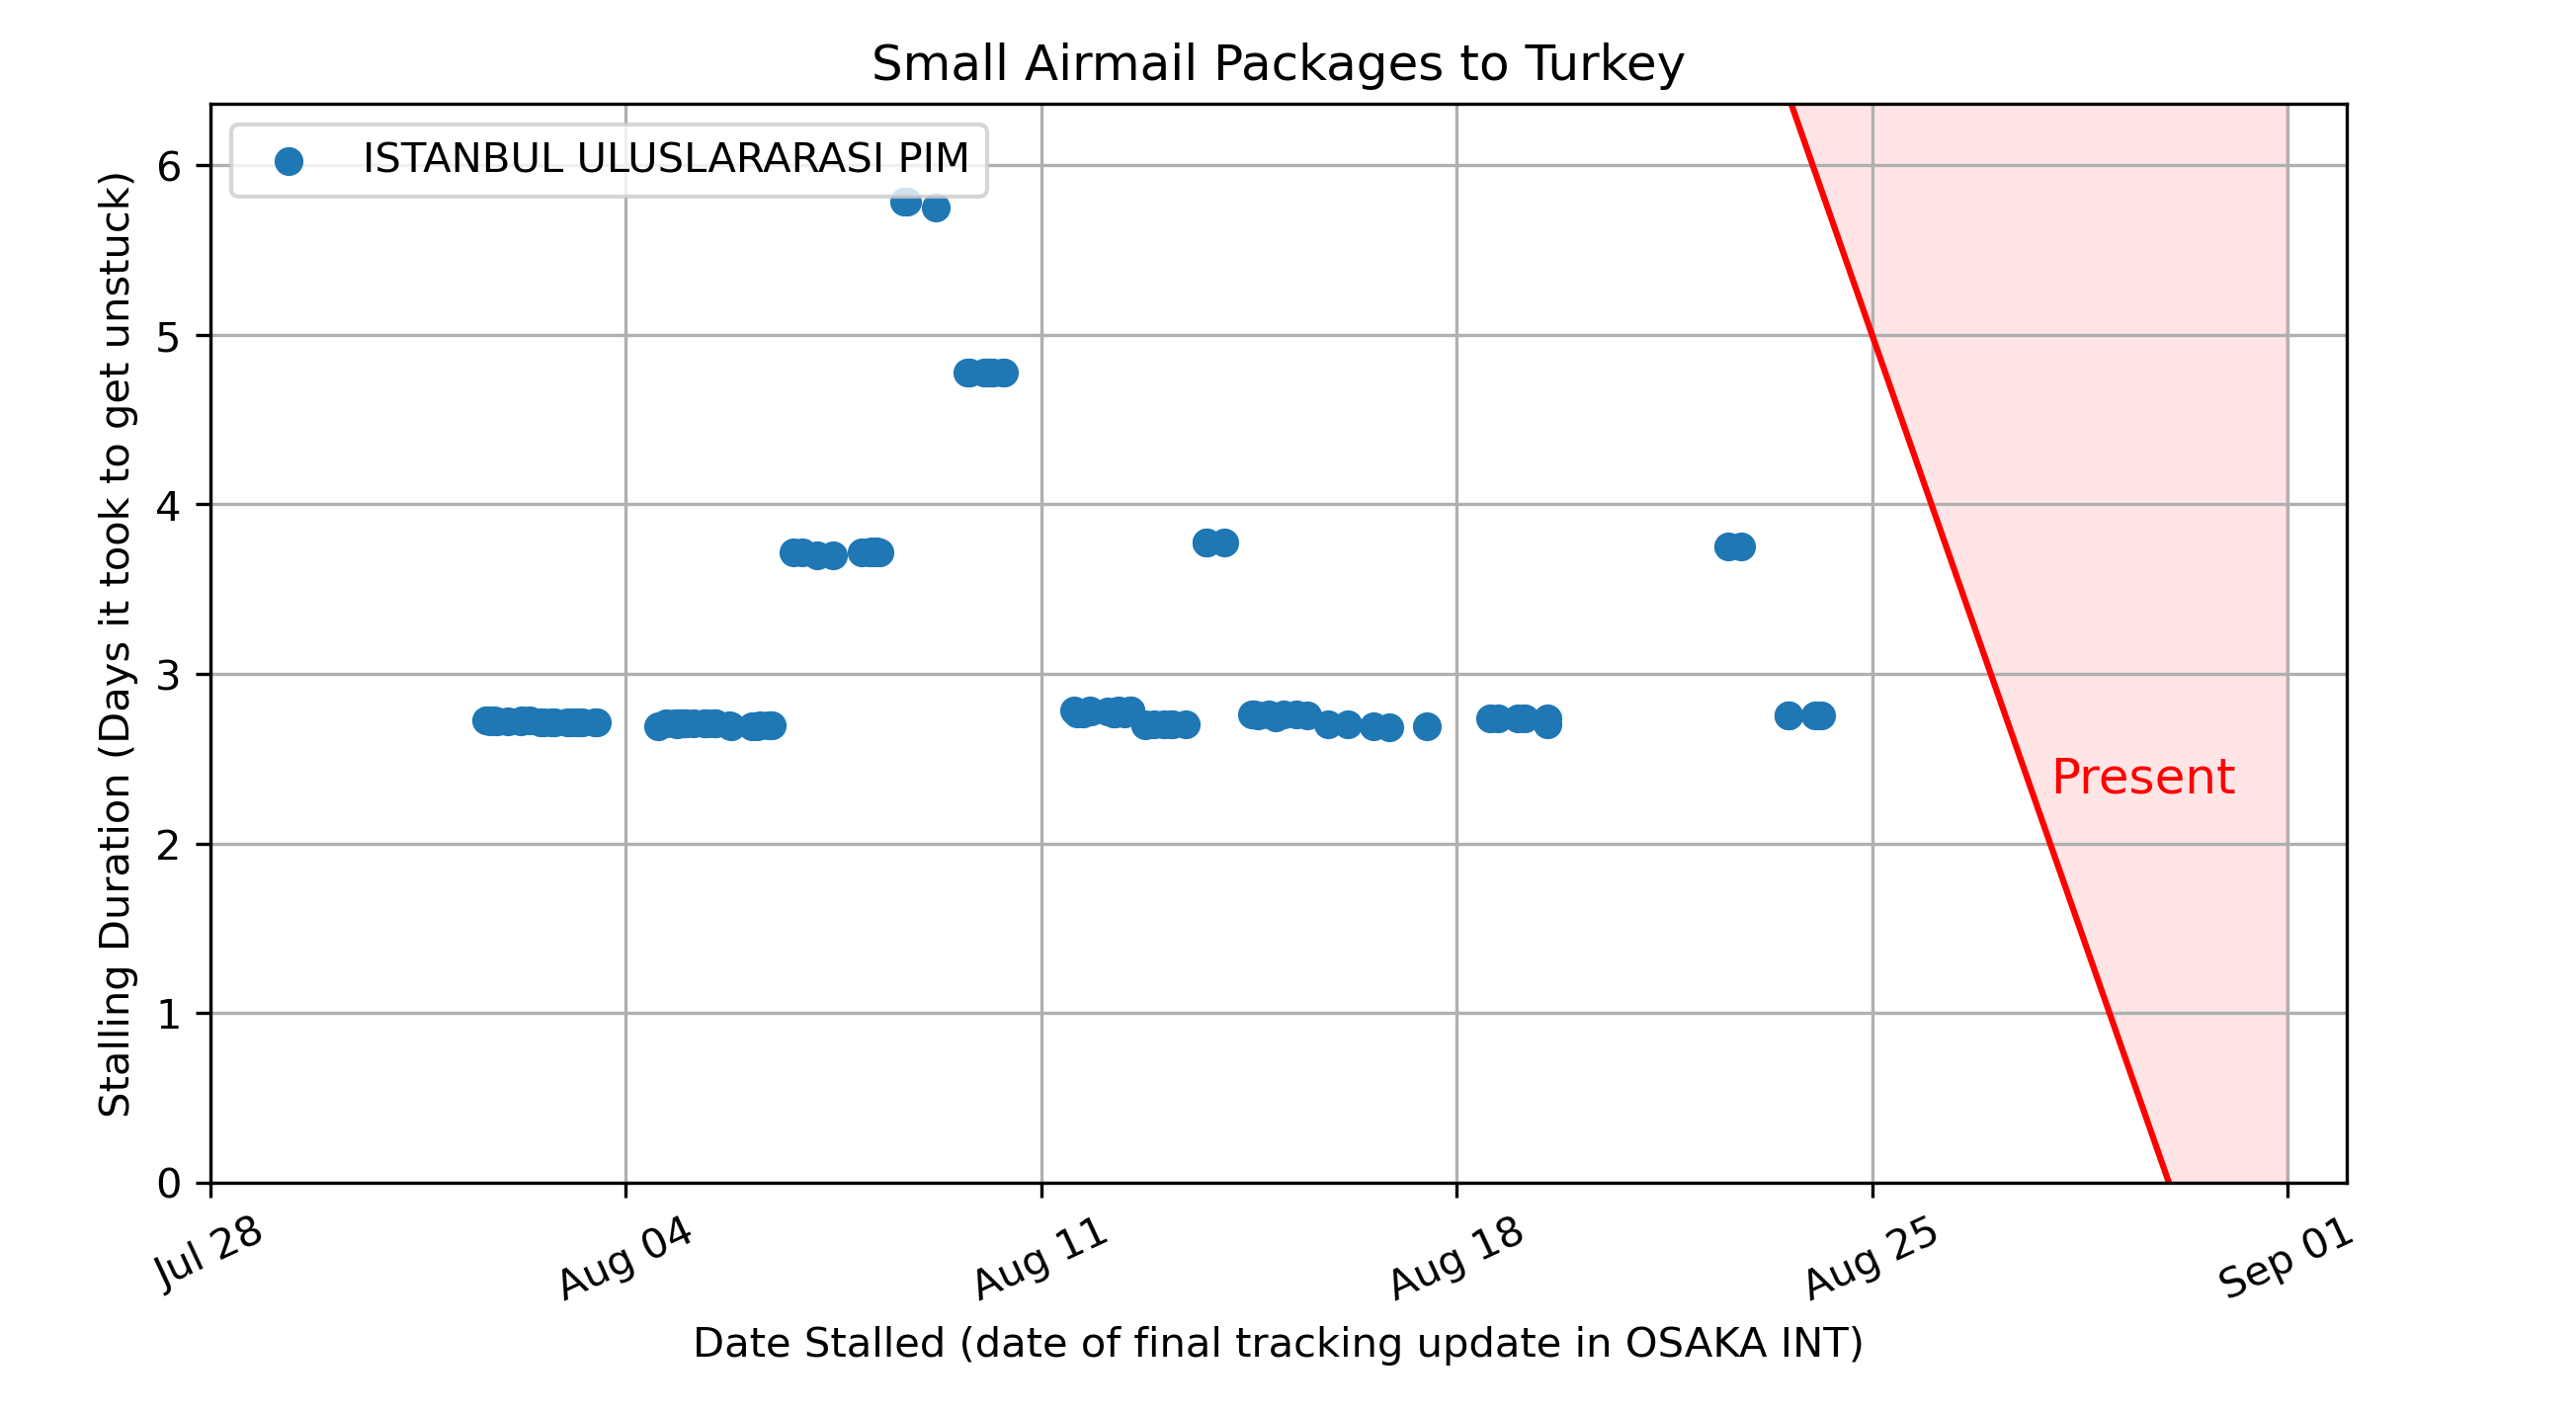 Small Airmail Packages to Turkey
ISTANBUL ULUSLARARASI PIM
Stalling Duration (Days it took to get unstuck)
6
5
4
3
2
1
0
Present
Jul 28
Aug 04
Aug 11
Aug 18
Aug 25
Sep 01
Date Stalled (date of final tracking update in OSAKA INT)